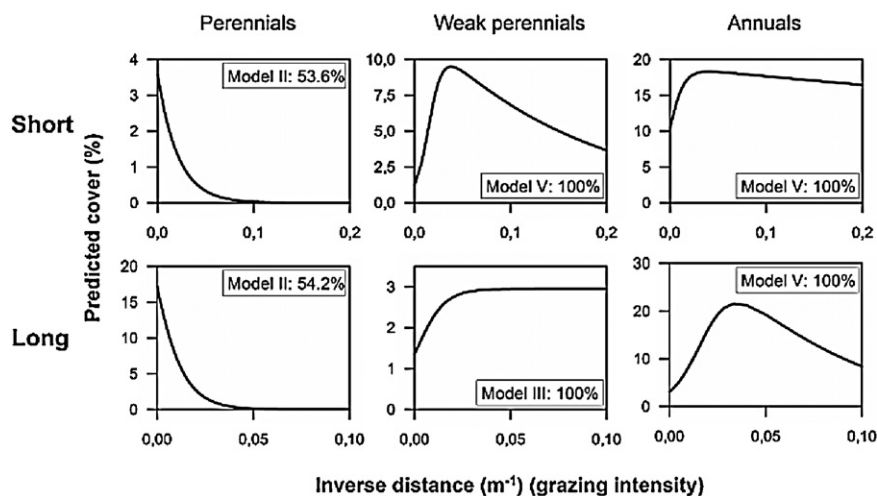 Perennials Weak perennials Annuals
Short
Long
Predicted cover (%)
4
3
2
1
0
Model II: 53.6%
0,0 0,1 0,2
10,0
7,5
5,0
2,5
0,0
Model V: 100%
0,0 0,1 0,2
20
15
10
5
0
Model V: 100%
0,0 0,1 0,2
20
15
10
5
0
Model II: 54.2%
0,00 0,05 0,10
3
2
1
0
Model III: 100%
0,00 0,05 0,10
30
20
10
0
Model V: 100%
0,00 0,05 0,10
Inverse distance (m⁻¹) (grazing intensity)